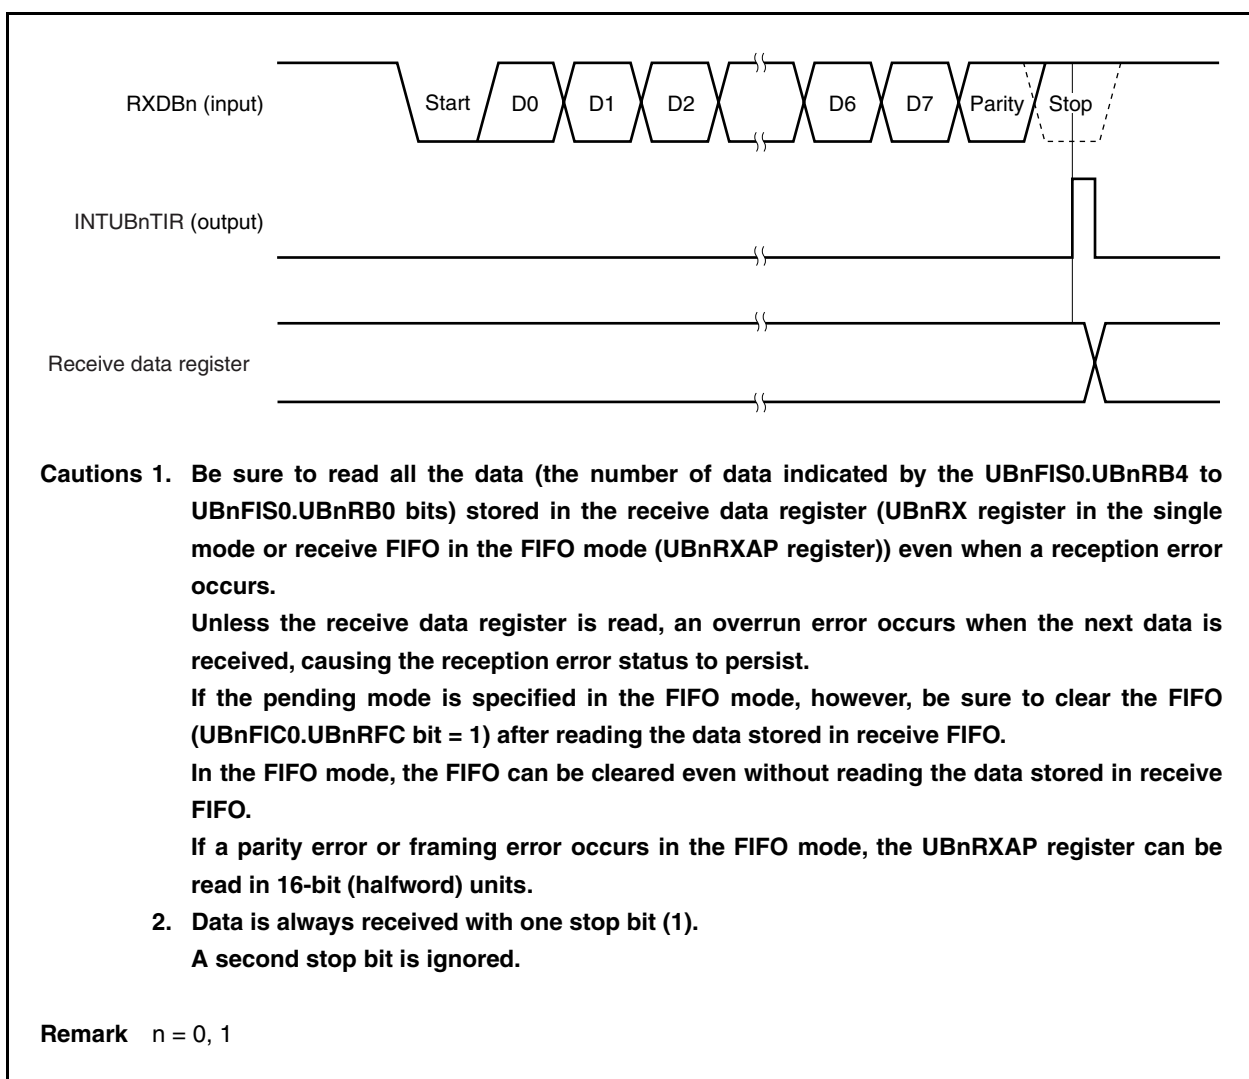 RXDBn (input)
Start D0 D1 D2 D6 D7 Parity Stop
INTUBnTIR (output)
Receive data register
Cautions 1. Be sure to read all the data (the number of data indicated by the UBnFIS0.UBnRB4 to
UBnFIS0.UBnRB0 bits) stored in the receive data register (UBnRX register in the single
mode or receive FIFO in the FIFO mode (UBnRXAP register)) even when a reception error
occurs.
Unless the receive data register is read, an overrun error occurs when the next data is
received, causing the reception error status to persist.
If the pending mode is specified in the FIFO mode, however, be sure to clear the FIFO
(UBnFIC0.UBnRFC bit = 1) after reading the data stored in receive FIFO.
In the FIFO mode, the FIFO can be cleared even without reading the data stored in receive
FIFO.
If a parity error or framing error occurs in the FIFO mode, the UBnRXAP register can be
read in 16-bit (halfword) units.
2. Data is always received with one stop bit (1).
A second stop bit is ignored.
Remark n = 0, 1